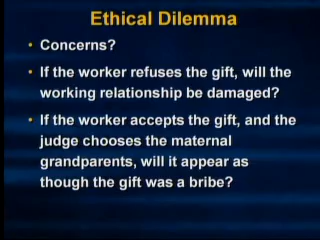 Ethical Dilemma
• Concerns?
• If the worker refuses the gift, will the
working relationship be damaged?
• If the worker accepts the gift, and the
judge chooses the maternal
grandparents, will it appear as
though the gift was a bribe?